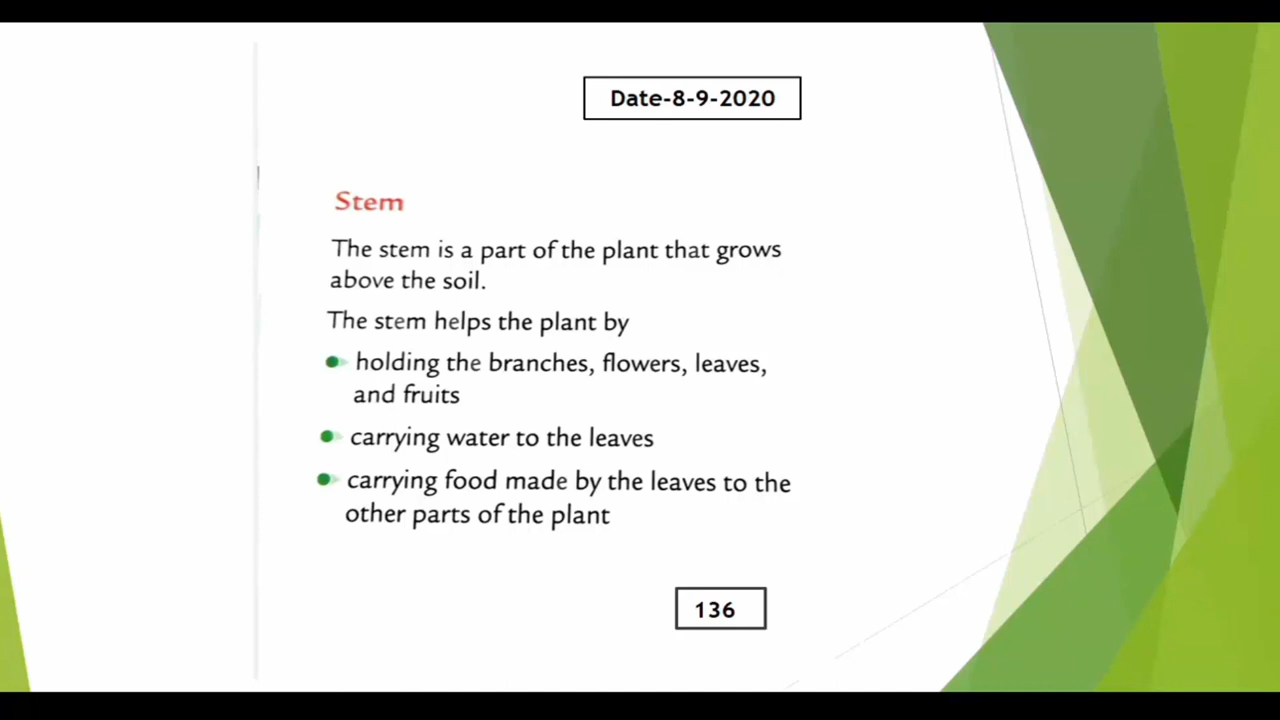 Date-8-9-2020
Stem
The stem is a part of the plant that grows
above the soil.
The stem helps the plant by
holding the branches, flowers, leaves,
and fruits
carrying water to the leaves
carrying food made by the leaves to the
other parts of the plant
136